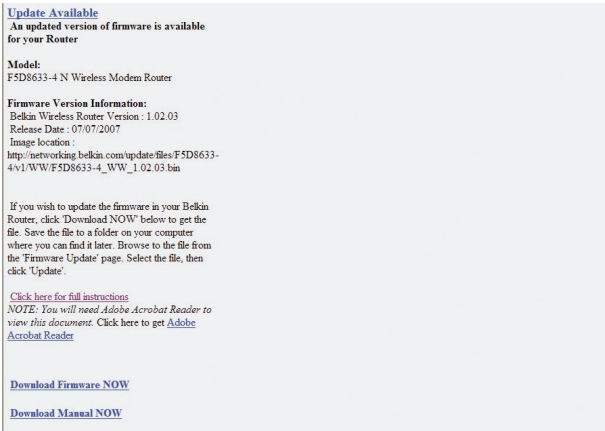 Update Available
An updated version of firmware is available
for your Router
Model:
F5D8633-4 N Wireless Modem Router
Firmware Version Information:
Belkin Wireless Router Version : 1.02.03
Release Date : 07/07/2007
Image location :
http://networking.belkin.com/update/files/F5D8633-
4/v1/WW/F5D8633-4_WW_1.02.03.bin
If you wish to update the firmware in your Belkin
Router, click 'Download NOW' below to get the
file. Save the file to a folder on your computer
where you can find it later. Browse to the file from
the 'Firmware Update' page. Select the file, then
click 'Update'.
Click here for full instructions
NOTE: You will need Adobe Acrobat Reader to
view this document. Click here to get Adobe
Acrobat Reader
Download Firmware NOW
Download Manual NOW